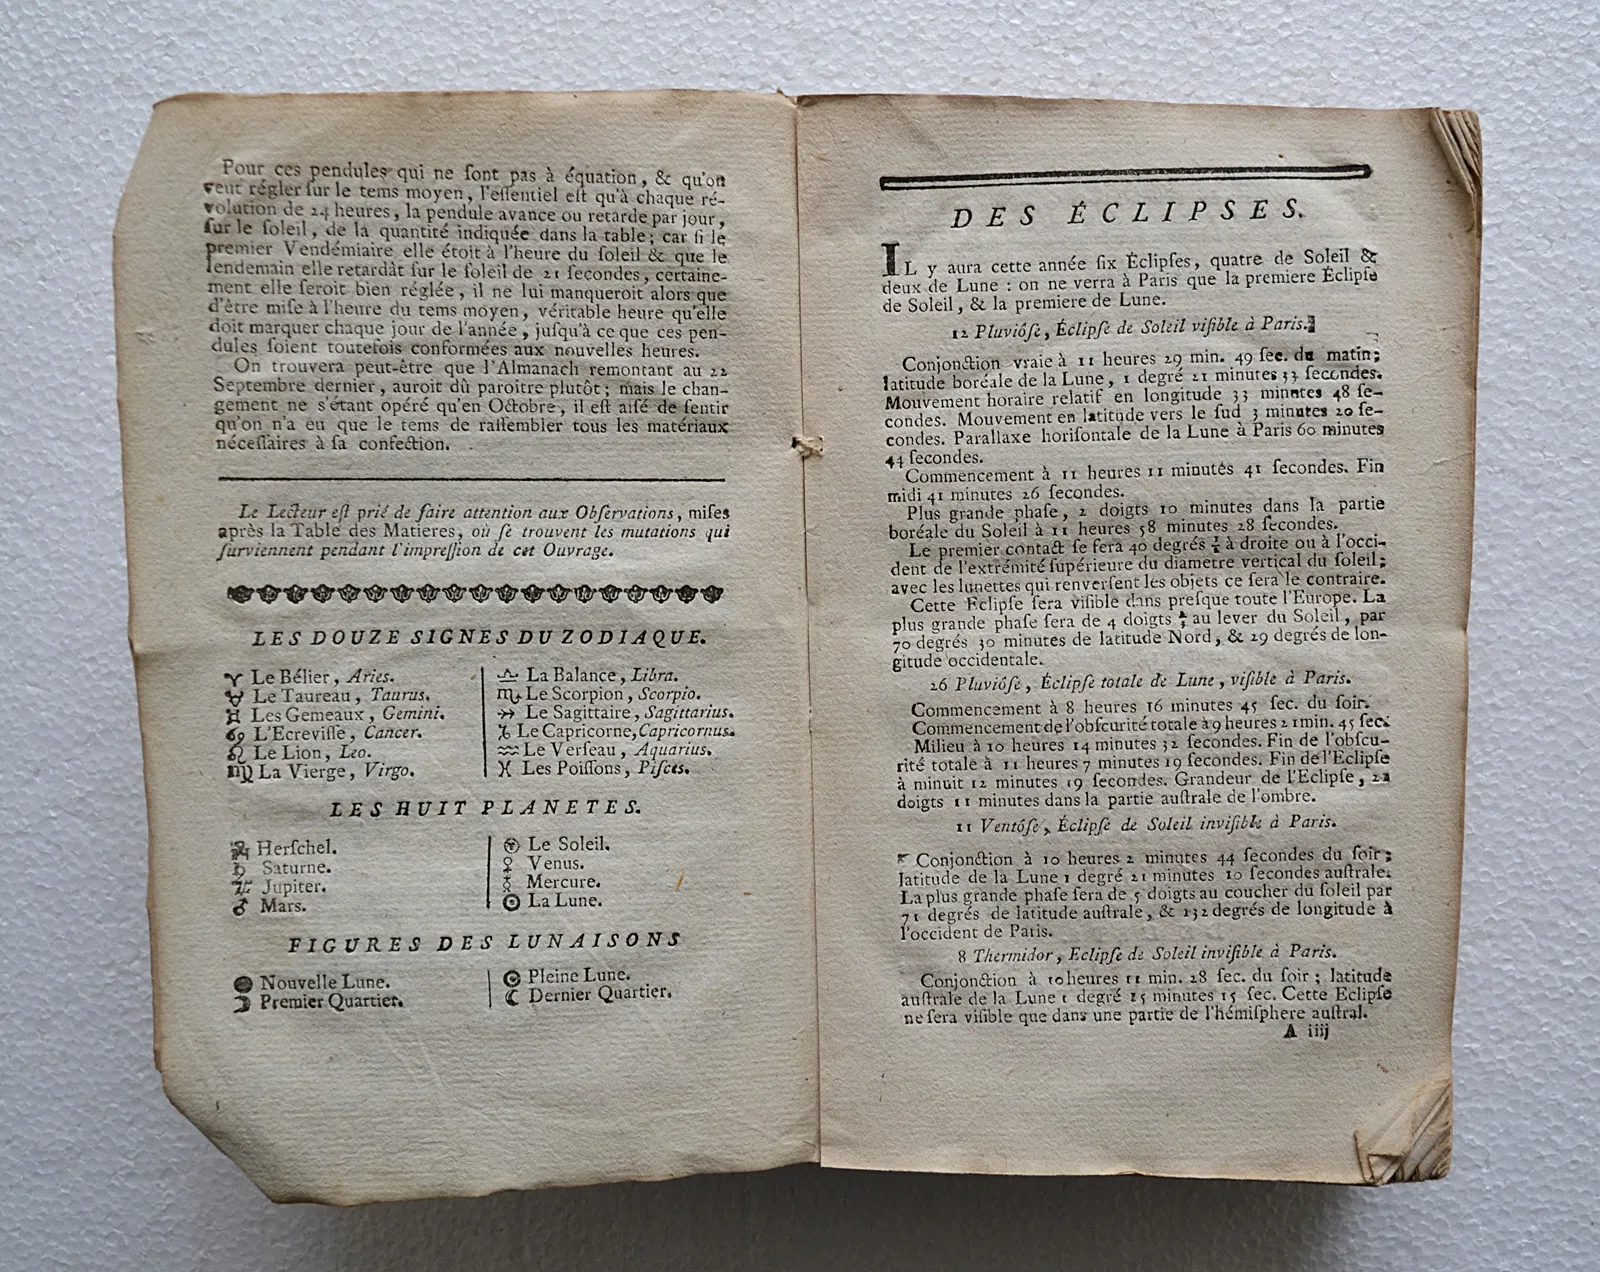 Pour ces pendules qui ne ſont pas à équation, & qu'on
veut régler ſur le tems moyen, l'eſſentiel eſt qu'à chaque ré-
volution de 24 heures, la pendule avance ou retarde par jour,
ſur le ſoleil, de la quantité indiquée dans la table; car ſi le
premier Vendémiaire elle étoit à l'heure du ſoleil & que le
lendemain elle retardât ſur le ſoleil de 21 ſecondes, certaine-
ment elle ſeroit bien réglée, il ne lui manqueroit alors que
d'être miſe à l'heure du tems moyen, véritable heure qu'elle
doit marquer chaque jour de l'année, juſqu'à ce que ces pen-
dules ſoient toutefois conformées aux nouvelles heures.
On trouvera peut-être que l'Almanach remontant au 22
Septembre dernier, auroit dû paroître plutôt; mais le chan-
gement ne s'étant opéré qu'en Octobre, il eſt aiſé de ſentir
qu'on n'a eu que le tems de raſſembler tous les matériaux
néceſſaires à ſa confection.
Le Lecteur eſt prié de faire attention aux Obſervations, miſes
après la Table des Matieres, où ſe trouvent les mutations qui
ſurviennent pendant l'impreſſion de cet Ouvrage.
LES DOUZE SIGNES DU ZODIAQUE.
♈ Le Bélier, Aries.
♉ Le Taureau, Taurus.
♊ Les Gemeaux, Gemini.
♋ L'Ecreviſſe, Cancer.
♌ Le Lion, Leo.
♍ La Vierge, Virgo.
♎ La Balance, Libra.
♏ Le Scorpion, Scorpio.
♐ Le Sagittaire, Sagittarius.
♑ Le Capricorne, Capricornus.
♒ Le Verſeau, Aquarius.
♓ Les Poiſſons, Piſces.
LES HUIT PLANETES.
Herſchel.
♄ Saturne.
♃ Jupiter.
♂ Mars.
Le Soleil.
♀ Venus.
☿ Mercure.
La Lune.
FIGURES DES LUNAISONS
Nouvelle Lune.
Premier Quartier.
Pleine Lune.
Dernier Quartier.
DES ÉCLIPSES.
IL y aura cette année ſix Éclipſes, quatre de Soleil &
deux de Lune : on ne verra à Paris que la premiere Éclipſe
de Soleil, & la premiere de Lune.
12 Pluviôſe, Éclipſe de Soleil viſible à Paris.
Conjonction vraie à 11 heures 29 min. 49 ſec. du matin;
latitude boréale de la Lune, 1 degré 21 minutes 33 ſecondes.
Mouvement horaire relatif en longitude 33 minutes 48 ſe-
condes. Mouvement en latitude vers le ſud 3 minutes 20 ſe-
condes. Parallaxe horiſontale de la Lune à Paris 60 minutes
44 ſecondes.
Commencement à 11 heures 11 minutes 41 ſecondes. Fin
midi 41 minutes 26 ſecondes.
Plus grande phaſe, 2 doigts 10 minutes dans la partie
boréale du Soleil à 11 heures 58 minutes 28 ſecondes.
Le premier contact ſe fera 40 degrés ½ à droite ou à l'occi-
dent de l'extrémité ſupérieure du diametre vertical du ſoleil;
avec les lunettes qui renverſent les objets ce ſera le contraire.
Cette Eclipſe ſera viſible dans preſque toute l'Europe. La
plus grande phaſe ſera de 4 doigts au lever du Soleil, par
70 degrés 30 minutes de latitude Nord, & 29 degrés de lon-
gitude occidentale.
26 Pluviôſe, Éclipſe totale de Lune, viſible à Paris.
Commencement à 8 heures 16 minutes 45 ſec. du ſoir.
Commencement de l'obſcurité totale à 9 heures 21 min. 45 ſec.
Milieu à 10 heures 14 minutes 32 ſecondes. Fin de l'obſcu-
rité totale à 11 heures 7 minutes 19 ſecondes. Fin de l'Eclipſe
à minuit 12 minutes 19 ſecondes. Grandeur de l'Eclipſe, 22
doigts 11 minutes dans la partie auſtrale de l'ombre.
11 Ventôſe, Éclipſe de Soleil inviſible à Paris.
Conjonction à 10 heures 2 minutes 44 ſecondes du ſoir;
latitude de la Lune 1 degré 21 minutes 10 ſecondes auſtrale.
La plus grande phaſe ſera de 5 doigts au coucher du ſoleil par
71 degrés de latitude auſtrale, & 132 degrés de longitude à
l'occident de Paris.
8 Thermidor, Eclipſe de Soleil inviſible à Paris.
Conjonction à 10 heures 11 min. 28 ſec. du ſoir; latitude
auſtrale de la Lune 1 degré 15 minutes 15 ſec. Cette Eclipſe
ne ſera viſible que dans une partie de l'hémiſphere auſtral.
A iiij